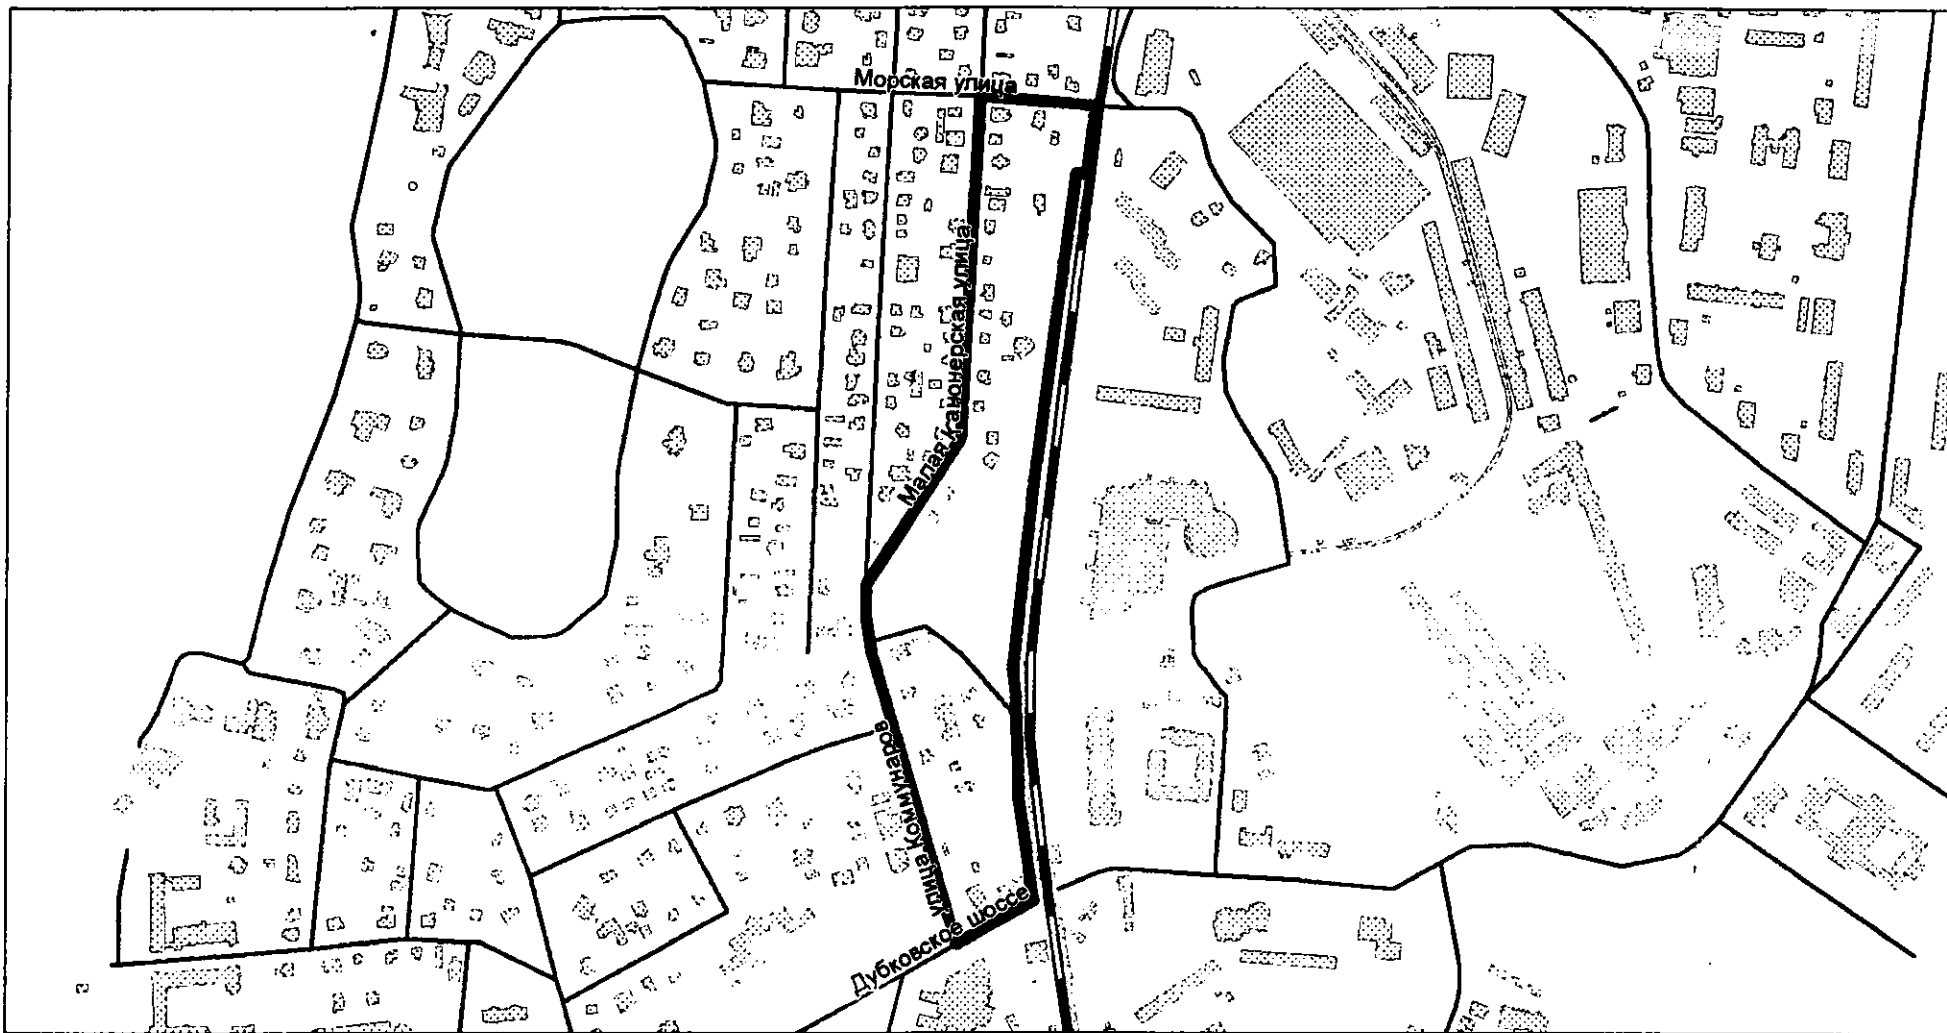 Морская улица
Малая Канонерская улица
улица Коммунаров
Дубковское шоссе